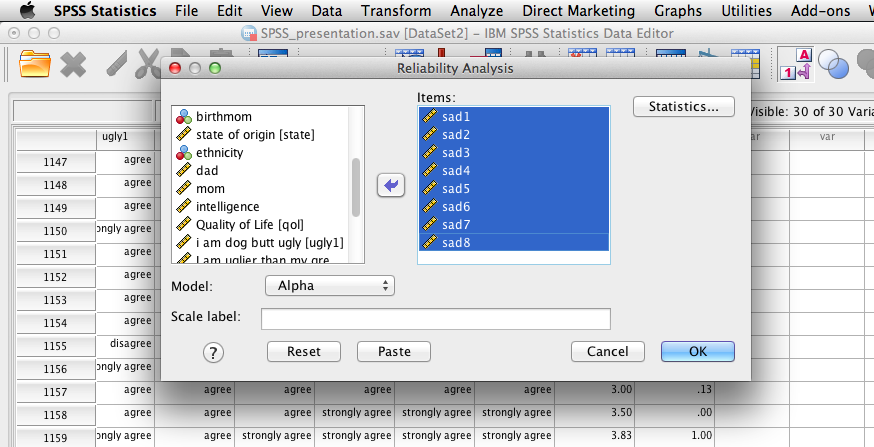 SPSS Statistics File Edit View Data Transform Analyze Direct Marketing Graphs Utilities Add-ons W
SPSS_presentation.sav [DataSet2] – IBM SPSS Statistics Data Editor
Reliability Analysis
Items:
Statistics...
birthmom
state of origin [state]
ethnicity
dad
mom
intelligence
Quality of Life [qol]
i am dog butt ugly [ugly1]
I am uglier than my gre
sad1
sad2
sad3
sad4
sad5
sad6
sad7
sad8
Model:
Alpha
Scale label:
?
Reset
Paste
Cancel
OK
A
1
Visible: 30 of 30 Varia
ugly1 ar var
1147 agree
1148 agree
1149 agree
1150 ongly agree
1151 agree
1152 agree
1153 agree
1154 agree
1155 disagree
1156 ongly agree
1157 agree agree agree agree agree agree 3.00 .13
1158 agree agree strongly agree strongly agree strongly agree 3.50 .00
1159 ongly agree agree strongly agree strongly agree strongly agree 3.83 1.00